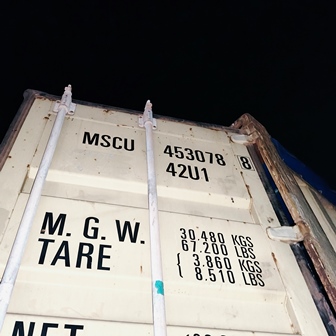 MSCU 453078 8
42U1
M. G. W. 30.480 KGS
67.200 LBS
TARE { 3.860 KGS
{ 8.510 LBS
NET